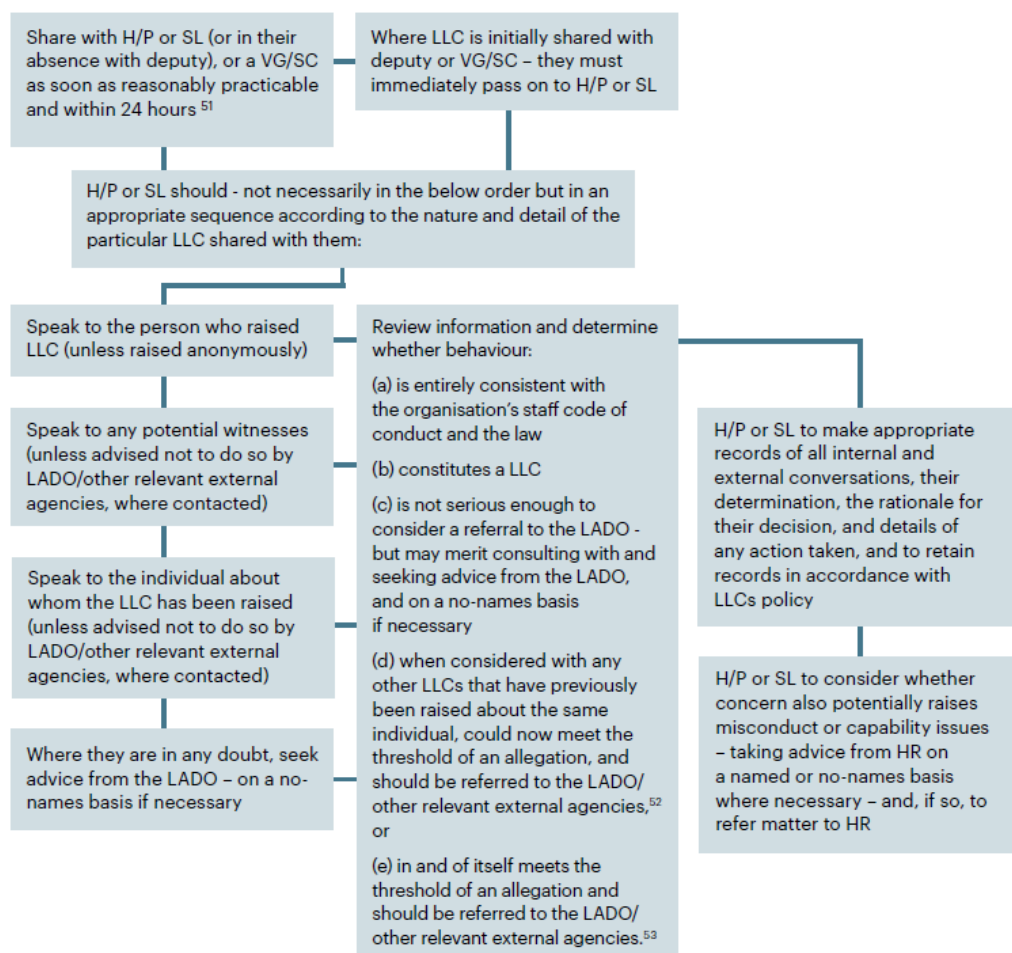 Share with H/P or SL (or in their
absence with deputy), or a VG/SC
as soon as reasonably practicable
and within 24 hours 51
Where LLC is initially shared with
deputy or VG/SC – they must
immediately pass on to H/P or SL
H/P or SL should - not necessarily in the below order but in an
appropriate sequence according to the nature and detail of the
particular LLC shared with them:
Speak to the person who raised
LLC (unless raised anonymously)
Speak to any potential witnesses
(unless advised not to do so by
LADO/other relevant external
agencies, where contacted)
Speak to the individual about
whom the LLC has been raised
(unless advised not to do so by
LADO/other relevant external
agencies, where contacted)
Where they are in any doubt, seek
advice from the LADO – on a no-
names basis if necessary
Review information and determine
whether behaviour:
(a) is entirely consistent with
the organisation's staff code of
conduct and the law
(b) constitutes a LLC
(c) is not serious enough to
consider a referral to the LADO -
but may merit consulting with and
seeking advice from the LADO,
and on a no-names basis
if necessary
(d) when considered with any
other LLCs that have previously
been raised about the same
individual, could now meet the
threshold of an allegation, and
should be referred to the LADO/
other relevant external agencies,52
or
(e) in and of itself meets the
threshold of an allegation and
should be referred to the LADO/
other relevant external agencies.53
H/P or SL to make appropriate
records of all internal and
external conversations, their
determination, the rationale for
their decision, and details of
any action taken, and to retain
records in accordance with
LLCs policy
H/P or SL to consider whether
concern also potentially raises
misconduct or capability issues
– taking advice from HR on
a named or no-names basis
where necessary – and, if so, to
refer matter to HR